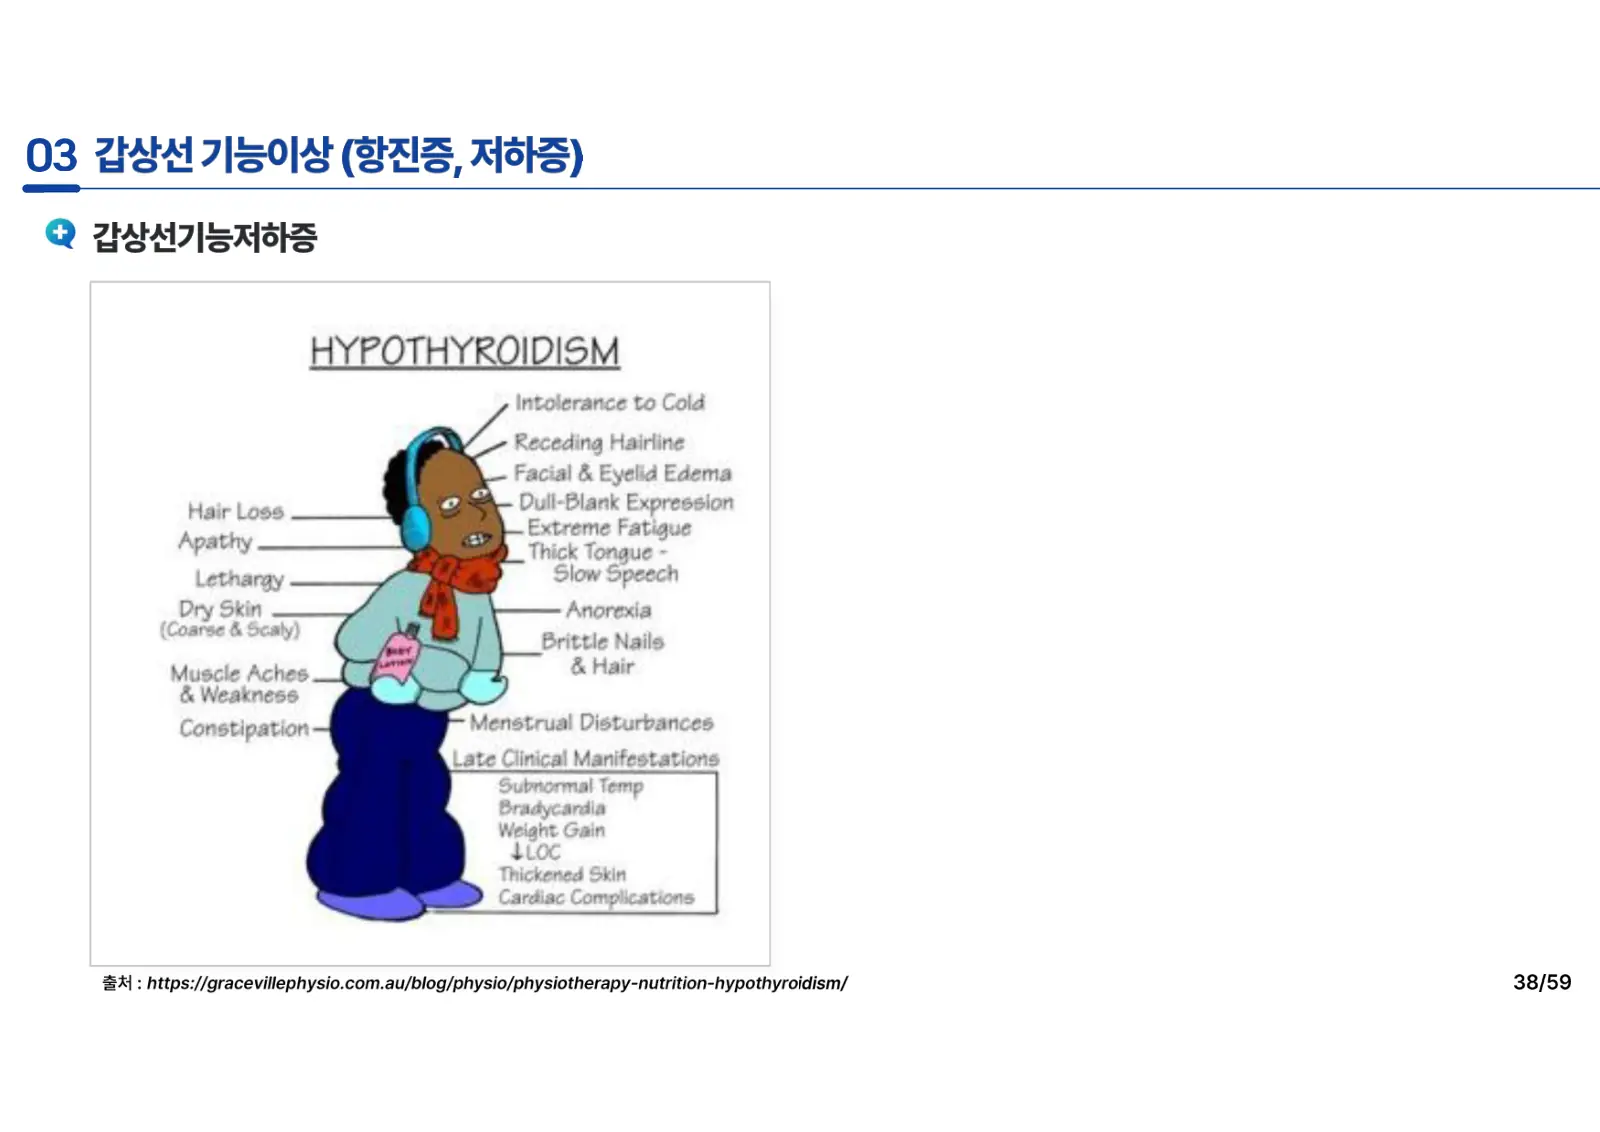 03 갑상선 기능이상 (항진증, 저하증)
갑상선기능저하증
HYPOTHYROIDISM
Intolerance to Cold
Receding Hairline
Facial & Eyelid Edema
Dull-Blank Expression
Extreme Fatigue
Thick Tongue -
Slow Speech
Anorexia
Brittle Nails
& Hair
Menstrual Disturbances
Hair Loss
Apathy
Lethargy
Dry Skin
(Coarse & Scaly)
Muscle Aches
& Weakness
Constipation
BODY
LOTION
Late Clinical Manifestations
Subnormal Temp
Bradycardia
Weight Gain
↓LOC
Thickened Skin
Cardiac Complications
출처 : https://gracevillephysio.com.au/blog/physio/physiotherapy-nutrition-hypothyroidism/
38/59